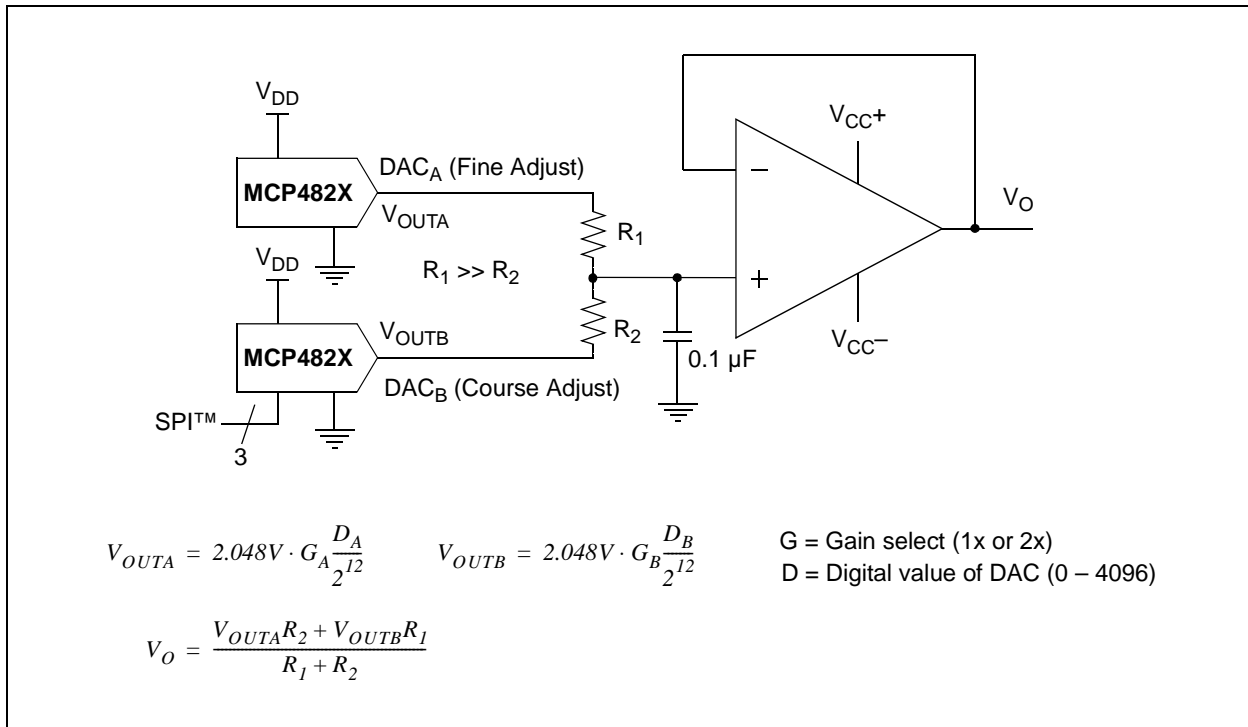 V_DD
MCP482X
DAC_A (Fine Adjust)
V_OUTA
R_1
V_DD
R_1 >> R_2
V_OUTB
R_2
MCP482X
DAC_B (Course Adjust)
SPI™
3
0.1 µF
V_CC+
V_CC–
V_O
–
+
V_OUTA = 2.048V · G_A D_A/2^12
V_OUTB = 2.048V · G_B D_B/2^12
G = Gain select (1x or 2x)
D = Digital value of DAC (0 – 4096)
V_O = (V_OUTA R_2 + V_OUTB R_1)/(R_1 + R_2)